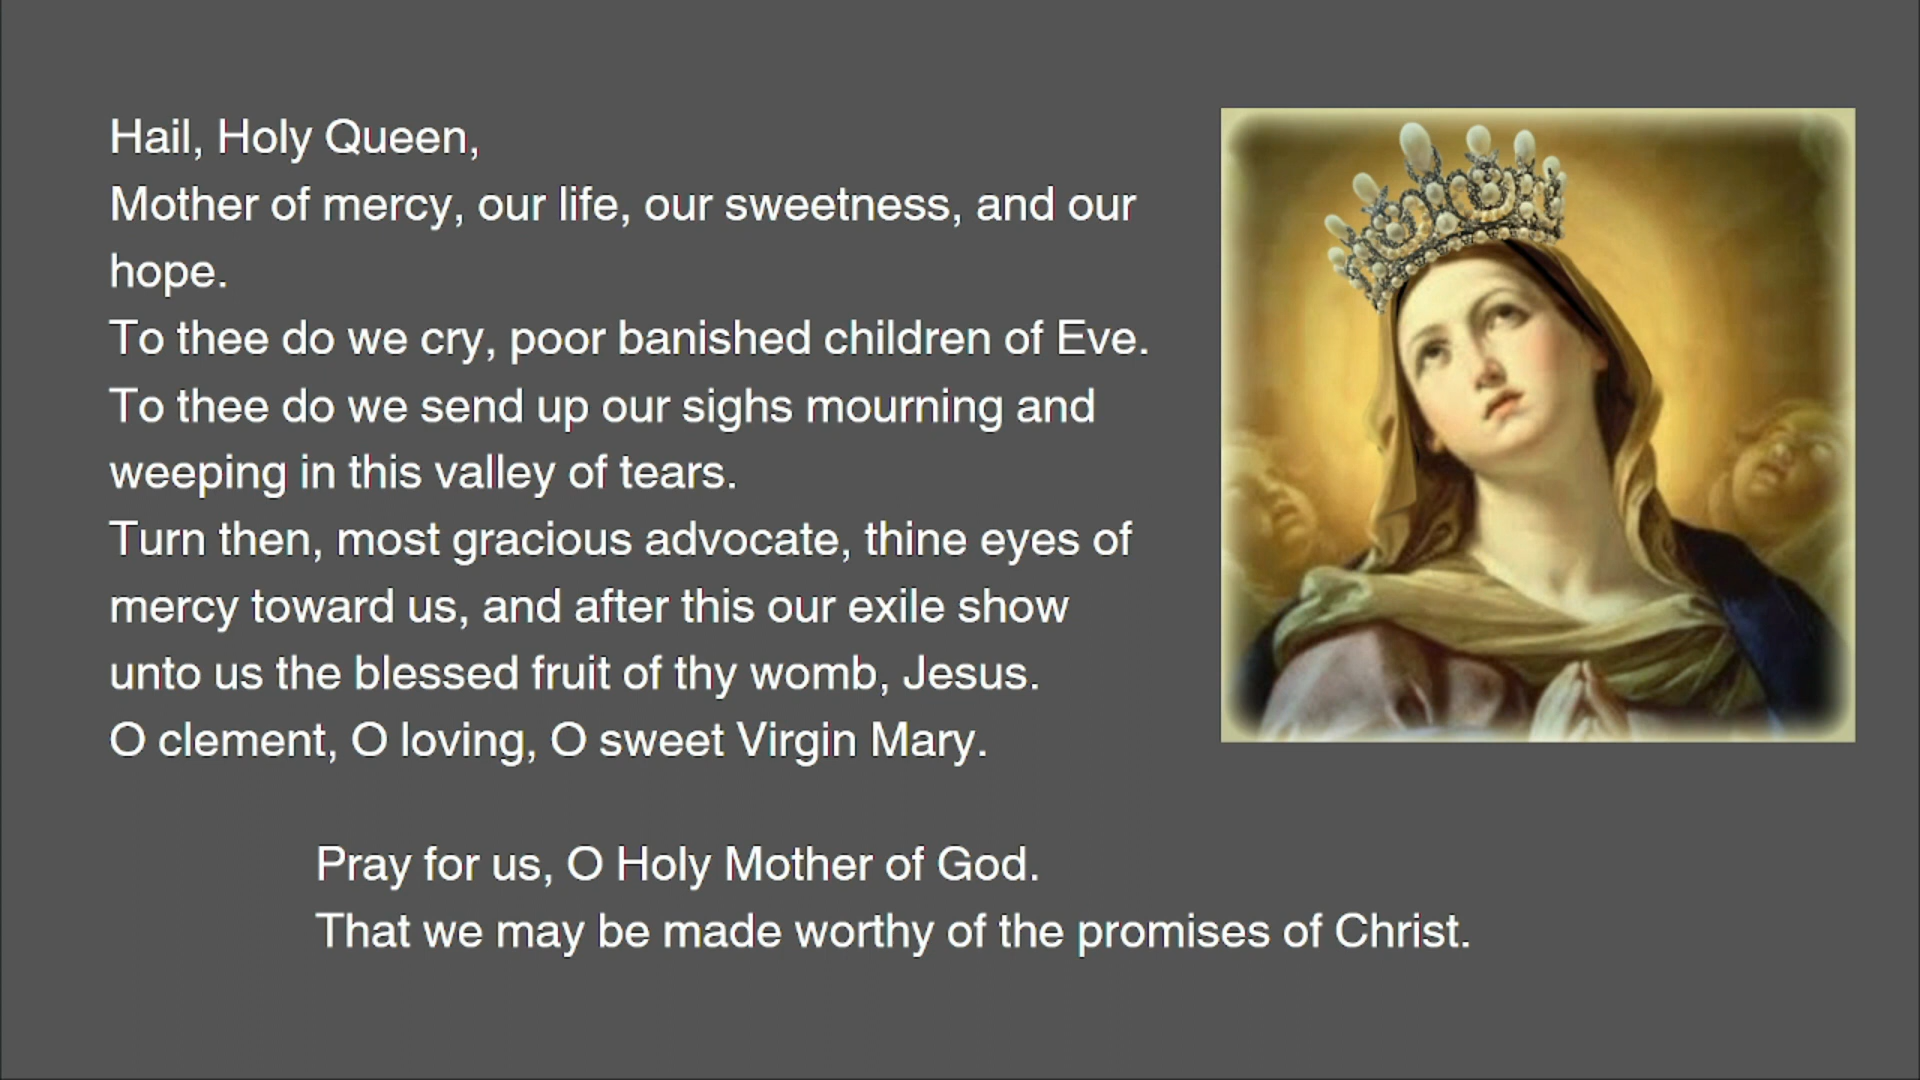 Hail, Holy Queen,
Mother of mercy, our life, our sweetness, and our
hope.
To thee do we cry, poor banished children of Eve.
To thee do we send up our sighs mourning and
weeping in this valley of tears.
Turn then, most gracious advocate, thine eyes of
mercy toward us, and after this our exile show
unto us the blessed fruit of thy womb, Jesus.
O clement, O loving, O sweet Virgin Mary.
Pray for us, O Holy Mother of God.
That we may be made worthy of the promises of Christ.